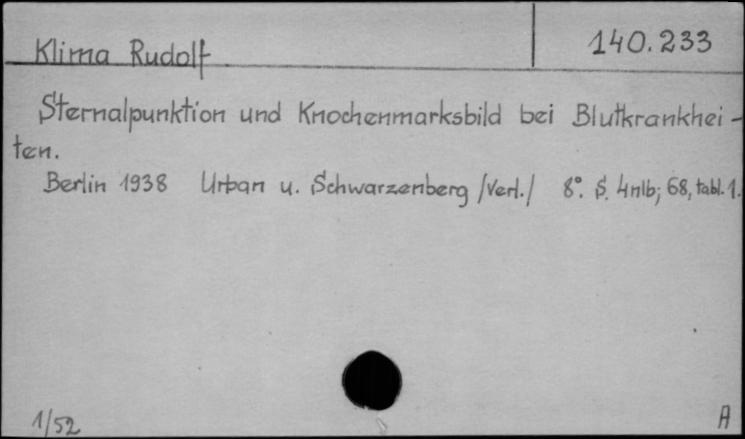 Klima Rudolf 140.233
Sternalpunktion und Knochenmarksbild bei Blutkrankhei-
ten.
Berlin 1938 Urban u. Schwarzenberg /Verl./ 8°. S. 4nlb; 68, tabl. 1.
1/52 A